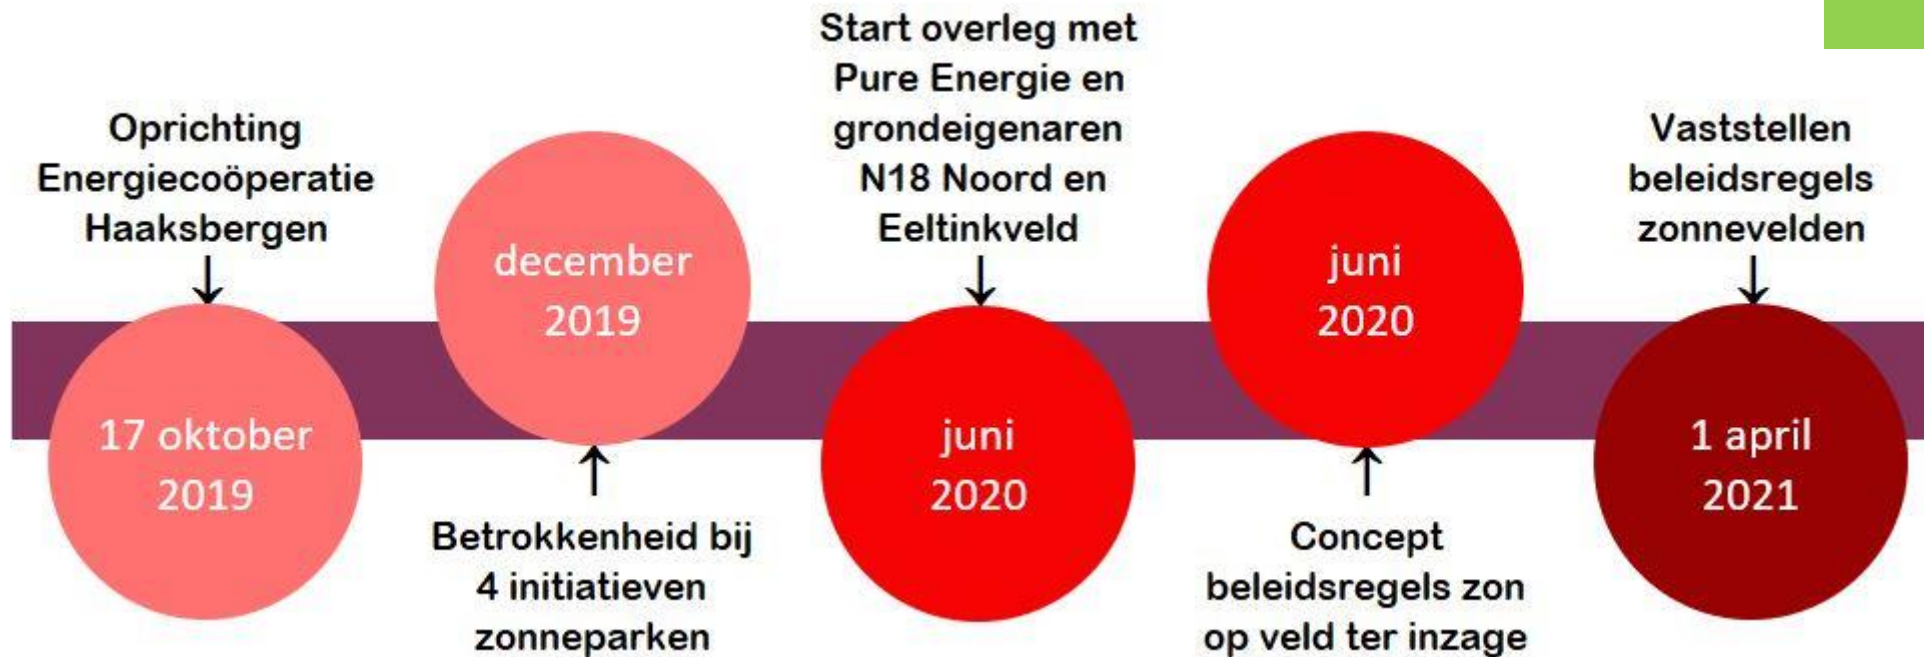 Oprichting
Energiecoöperatie
Haaksbergen
17 oktober
2019
december
2019
Betrokkenheid bij
4 initiatieven
zonneparken
Start overleg met
Pure Energie en
grondeigenaren
N18 Noord en
Eeltinkveld
juni
2020
juni
2020
Concept
beleidsregels zon
op veld ter inzage
Vaststellen
beleidsregels
zonnevelden
1 april
2021